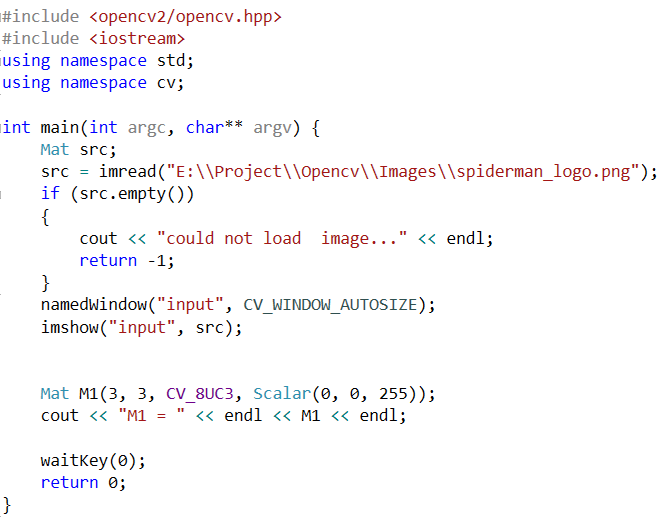 #include <opencv2/opencv.hpp>
#include <iostream>
using namespace std;
using namespace cv;

int main(int argc, char** argv) {
    Mat src;
    src = imread("E:\\Project\\Opencv\\Images\\spiderman_logo.png");
    if (src.empty())
    {
        cout << "could not load  image..." << endl;
        return -1;
    }
    namedWindow("input", CV_WINDOW_AUTOSIZE);
    imshow("input", src);


    Mat M1(3, 3, CV_8UC3, Scalar(0, 0, 255));
    cout << "M1 = " << endl << M1 << endl;

    waitKey(0);
    return 0;
}